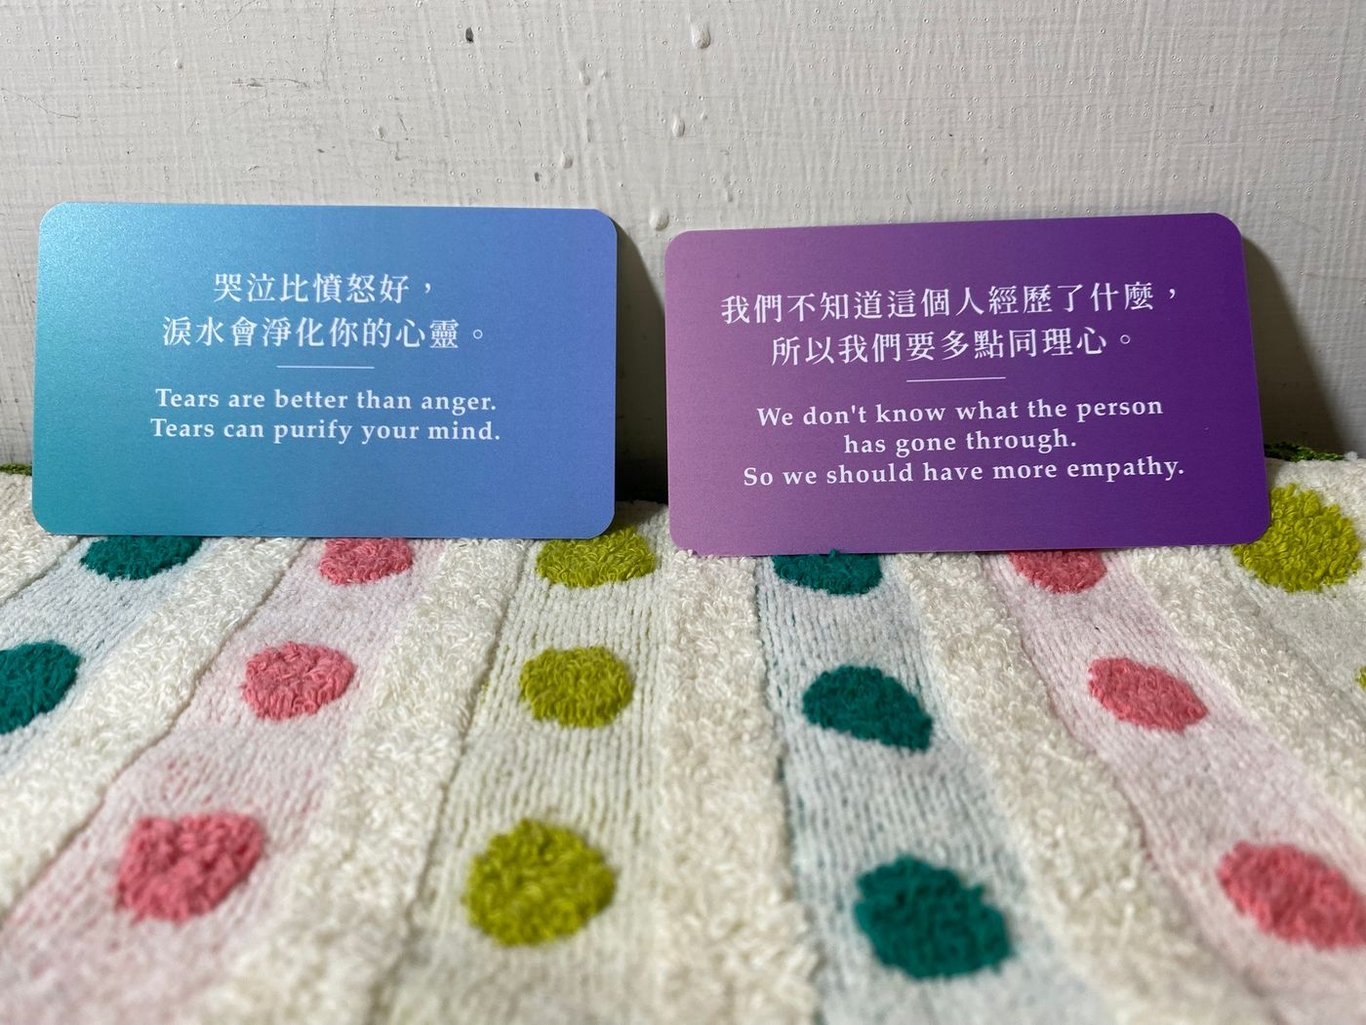 哭泣比憤怒好，
淚水會淨化你的心靈。
Tears are better than anger.
Tears can purify your mind.
我們不知道這個人經歷了什麼，
所以我們要多點同理心。
We don't know what the person
has gone through.
So we should have more empathy.